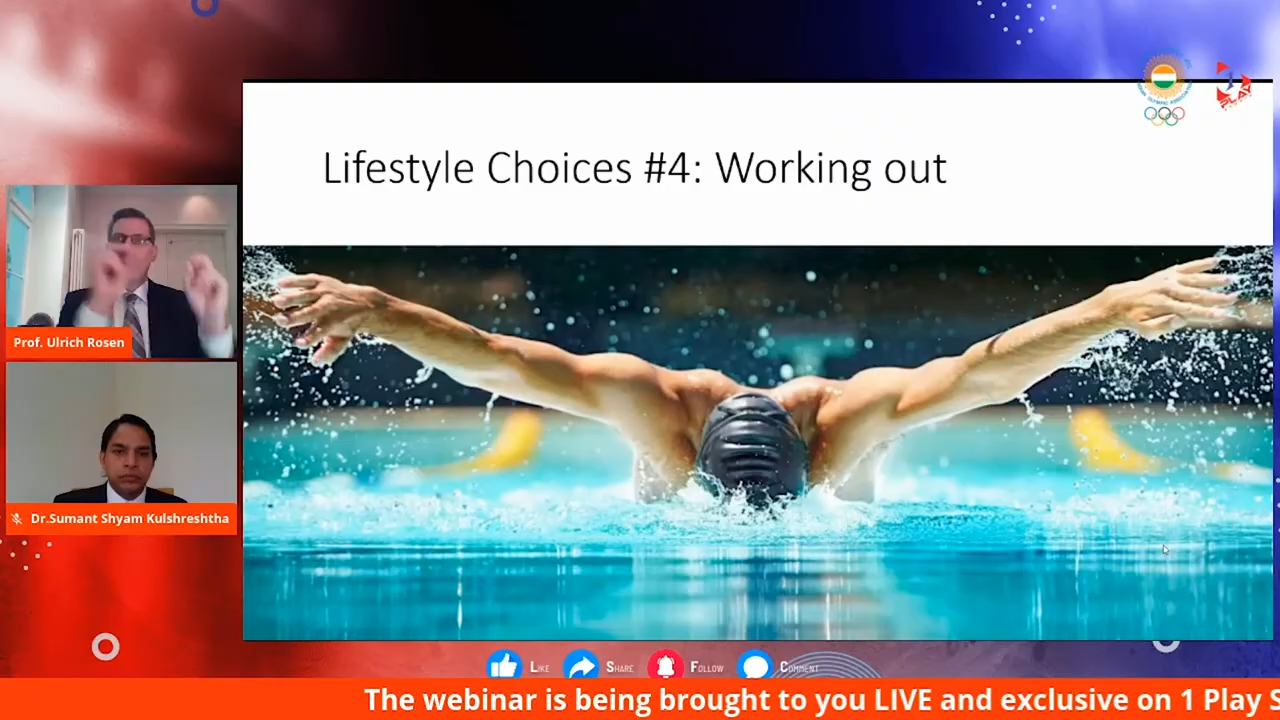 Lifestyle Choices #4: Working out
Prof. Ulrich Rosen
Dr.Sumant Shyam Kulshreshtha
LIKE
SHARE
FOLLOW
COMMENT
The webinar is being brought to you LIVE and exclusive on 1 Play S